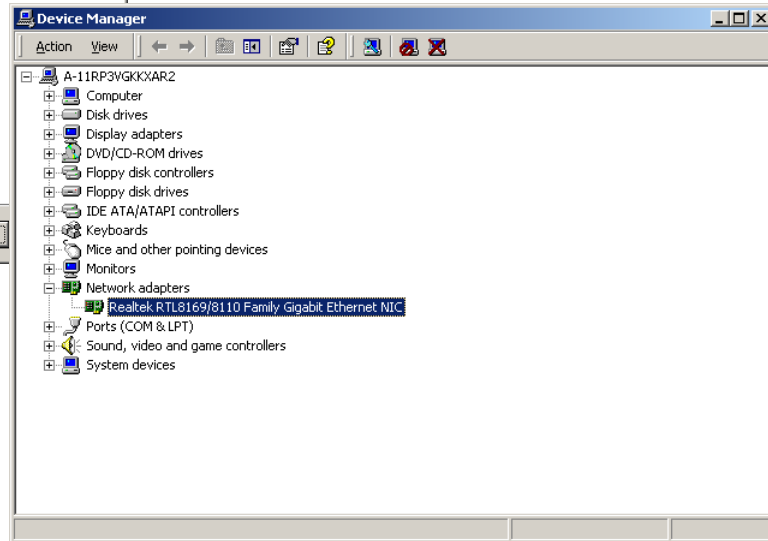 Device Manager
Action View
A-11RP3VGKKXAR2
Computer
Disk drives
Display adapters
DVD/CD-ROM drives
Floppy disk controllers
Floppy disk drives
IDE ATA/ATAPI controllers
Keyboards
Mice and other pointing devices
Monitors
Network adapters
Realtek RTL8169/8110 Family Gigabit Ethernet NIC
Ports (COM & LPT)
Sound, video and game controllers
System devices